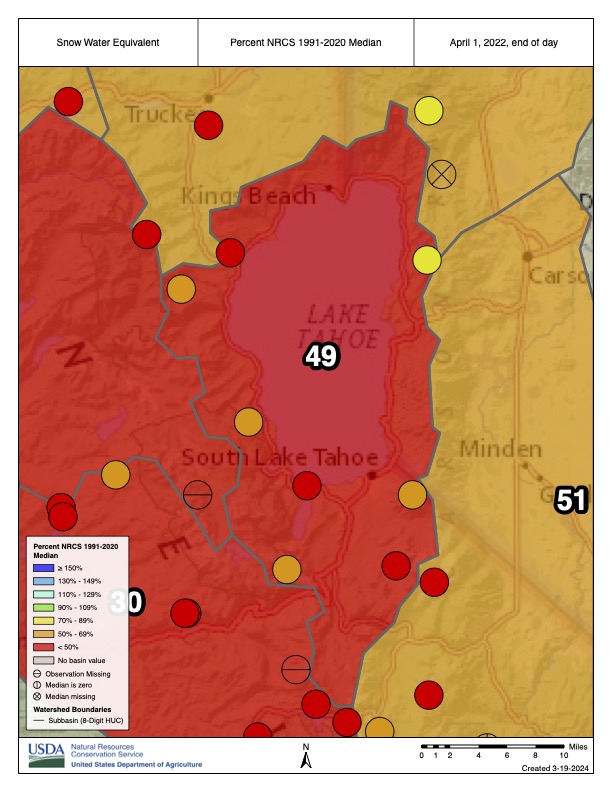 Snow Water Equivalent
Percent NRCS 1991-2020 Median
April 1, 2022, end of day
Trucke
Kings Beach
Carso
LAKE
TAHOE
49
N
Minden
South Lake Tahoe
51
E
30
Percent NRCS 1991-2020
Median
≥ 150%
130% - 149%
110% - 129%
90% - 109%
70% - 89%
50% - 69%
< 50%
No basin value
Observation Missing
Median is zero
Median missing
Watershed Boundaries
Subbasin (8-Digit HUC)
USDA
Natural Resources
Conservation Service
United States Department of Agriculture
N
0 1 2 4 6 8 10 Miles
Created 3-19-2024